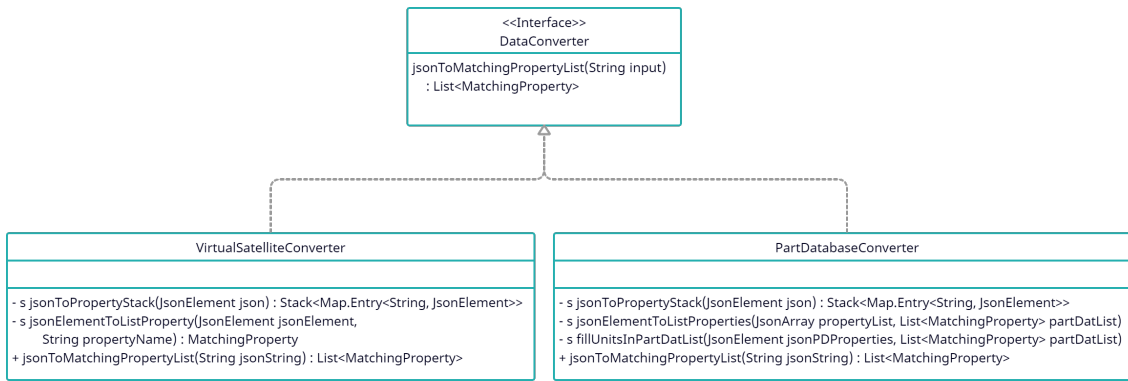 <<Interface>>
DataConverter
jsonToMatchingPropertyList(String input)
: List<MatchingProperty>
VirtualSatelliteConverter
- s jsonToPropertyStack(JsonElement json) : Stack<Map.Entry<String, JsonElement>>
- s jsonElementToListProperty(JsonElement jsonElement,
String propertyName) : MatchingProperty
+ jsonToMatchingPropertyList(String jsonString) : List<MatchingProperty>
PartDatabaseConverter
- s jsonToPropertyStack(JsonElement json) : Stack<Map.Entry<String, JsonElement>>
- s jsonElementToListProperties(JsonArray propertyList, List<MatchingProperty> partDatList)
- s fillUnitsInPartDatList(JsonElement jsonPDProperties, List<MatchingProperty> partDatList)
+ jsonToMatchingPropertyList(String jsonString) : List<MatchingProperty>